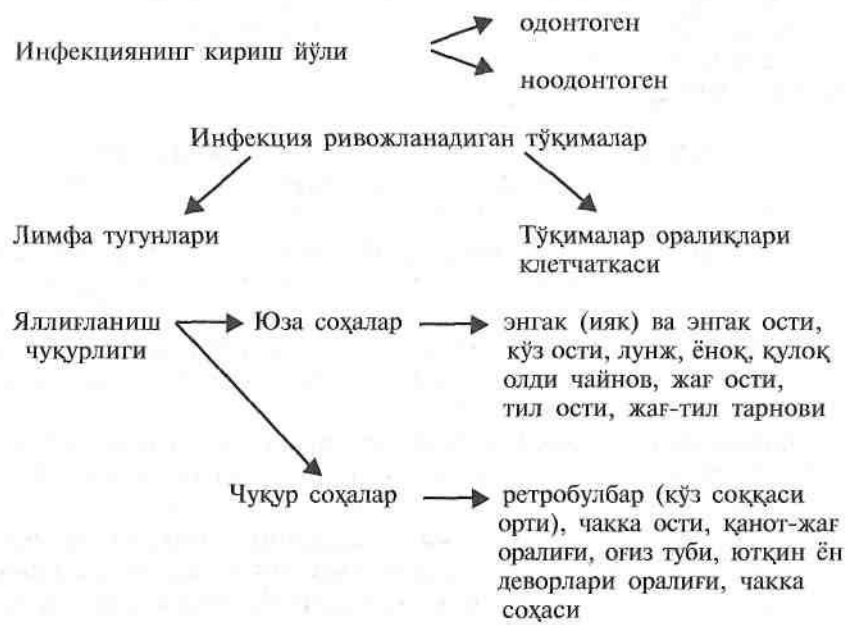 одонтоген
Инфекциянинг кириш йўли
ноодонтоген
Инфекция ривожланадиган тўқималар
Лимфа тугунлари
Тўқималар оралиқлари
клетчаткаси
Яллиғланиш
чуқурлиги
Юза соҳалар
энгак (ияк) ва энгак ости,
кўз ости, лунж, ёноқ, қулоқ
олди чайнов, жағ ости,
тил ости, жағ-тил тарнови
Чуқур соҳалар
ретробулбар (кўз соққаси
орти), чакка ости, қанот-жағ
оралиғи, оғиз туби, ютқин ён
деворлари оралиғи, чакка
соҳаси